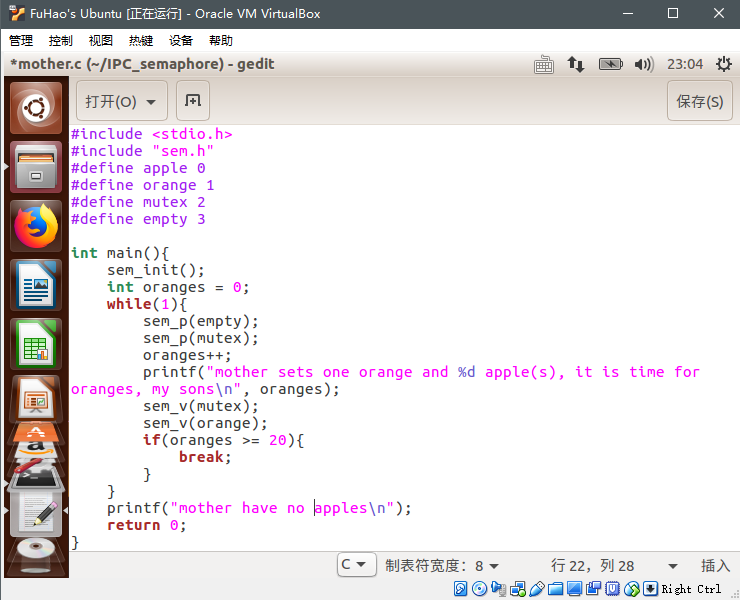 FuHao's Ubuntu [正在运行] - Oracle VM VirtualBox
管理 控制 视图 热键 设备 帮助
*mother.c (~/IPC_semaphore) - gedit 23:04
打开(O) 保存(S)
#include <stdio.h>
#include "sem.h"
#define apple 0
#define orange 1
#define mutex 2
#define empty 3
int main(){
sem_init();
int oranges = 0;
while(1){
sem_p(empty);
sem_p(mutex);
oranges++;
printf("mother sets one orange and %d apple(s), it is time for
oranges, my sons\n", oranges);
sem_v(mutex);
sem_v(orange);
if(oranges >= 20){
break;
}
}
printf("mother have no apples\n");
return 0;
}
C 制表符宽度：8 行 22，列 28 插入
Right Ctrl